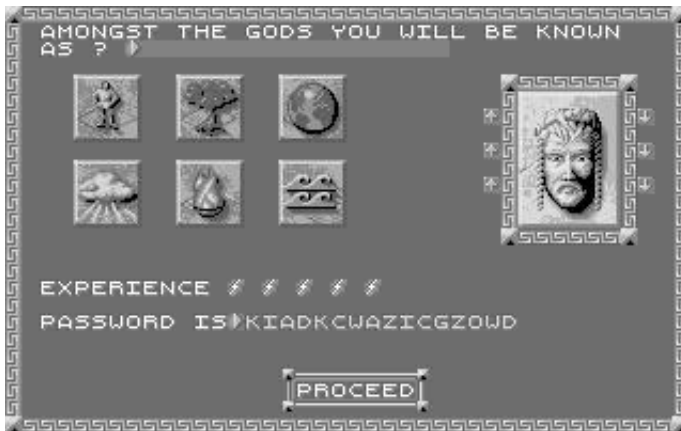 AMONGST THE GODS YOU WILL BE KNOWN
AS ?
EXPERIENCE
PASSWORD IS KIADKCWAZICGZOWD
PROCEED